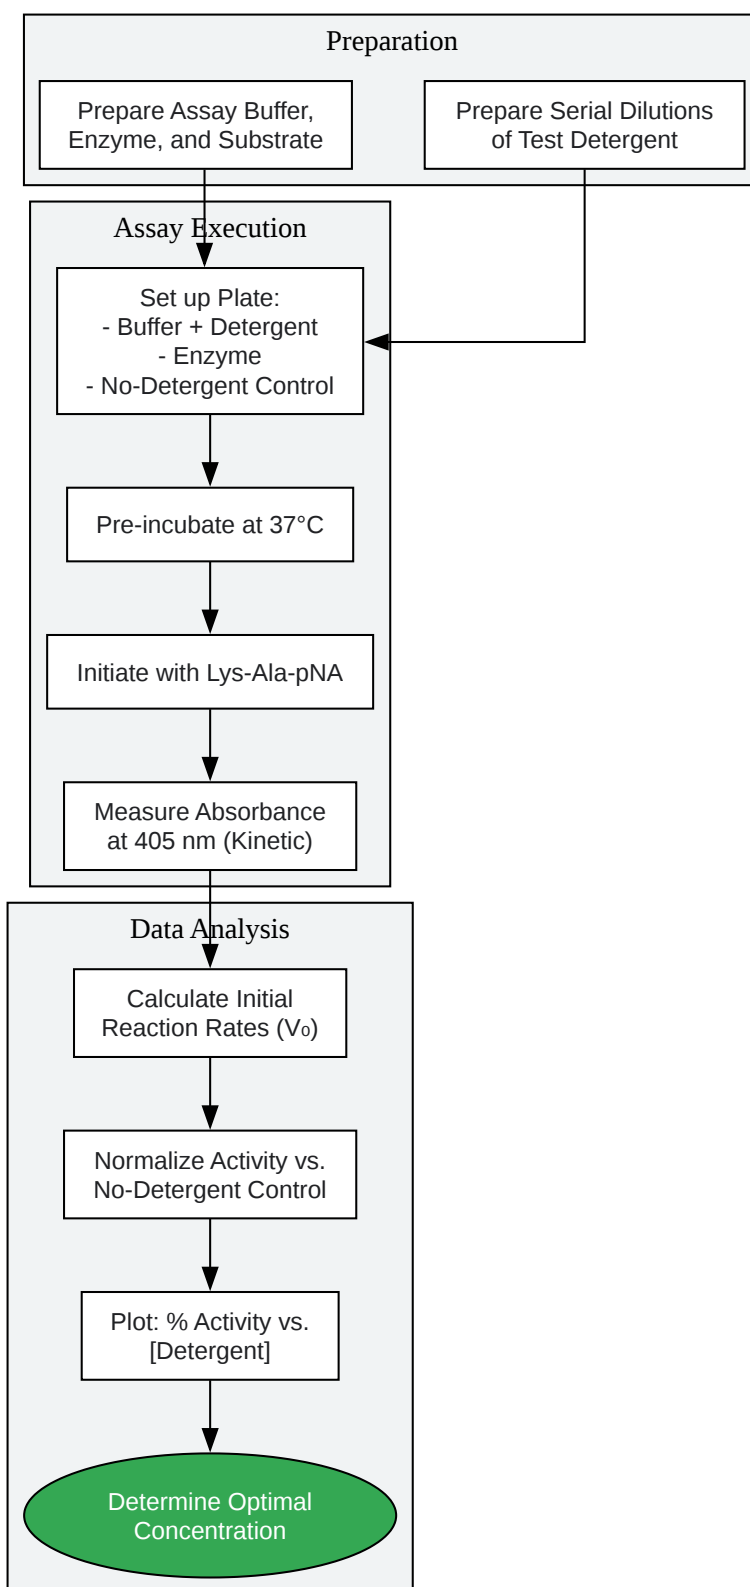 Preparation
Prepare Assay Buffer,
Enzyme, and Substrate
Prepare Serial Dilutions
of Test Detergent
Assay Execution
Set up Plate:
- Buffer + Detergent
- Enzyme
- No-Detergent Control
Pre-incubate at 37°C
Initiate with Lys-Ala-pNA
Measure Absorbance
at 405 nm (Kinetic)
Data Analysis
Calculate Initial
Reaction Rates (V₀)
Normalize Activity vs.
No-Detergent Control
Plot: % Activity vs.
[Detergent]
Determine Optimal
Concentration